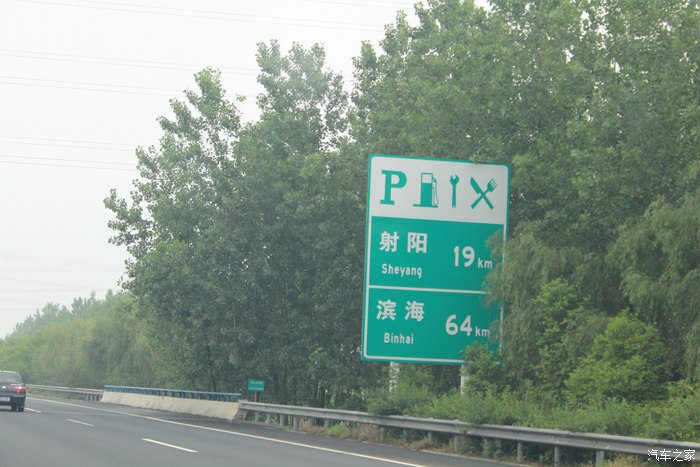 P
射阳 19 km
Sheyang
滨海 64 km
Binhai
汽车之家